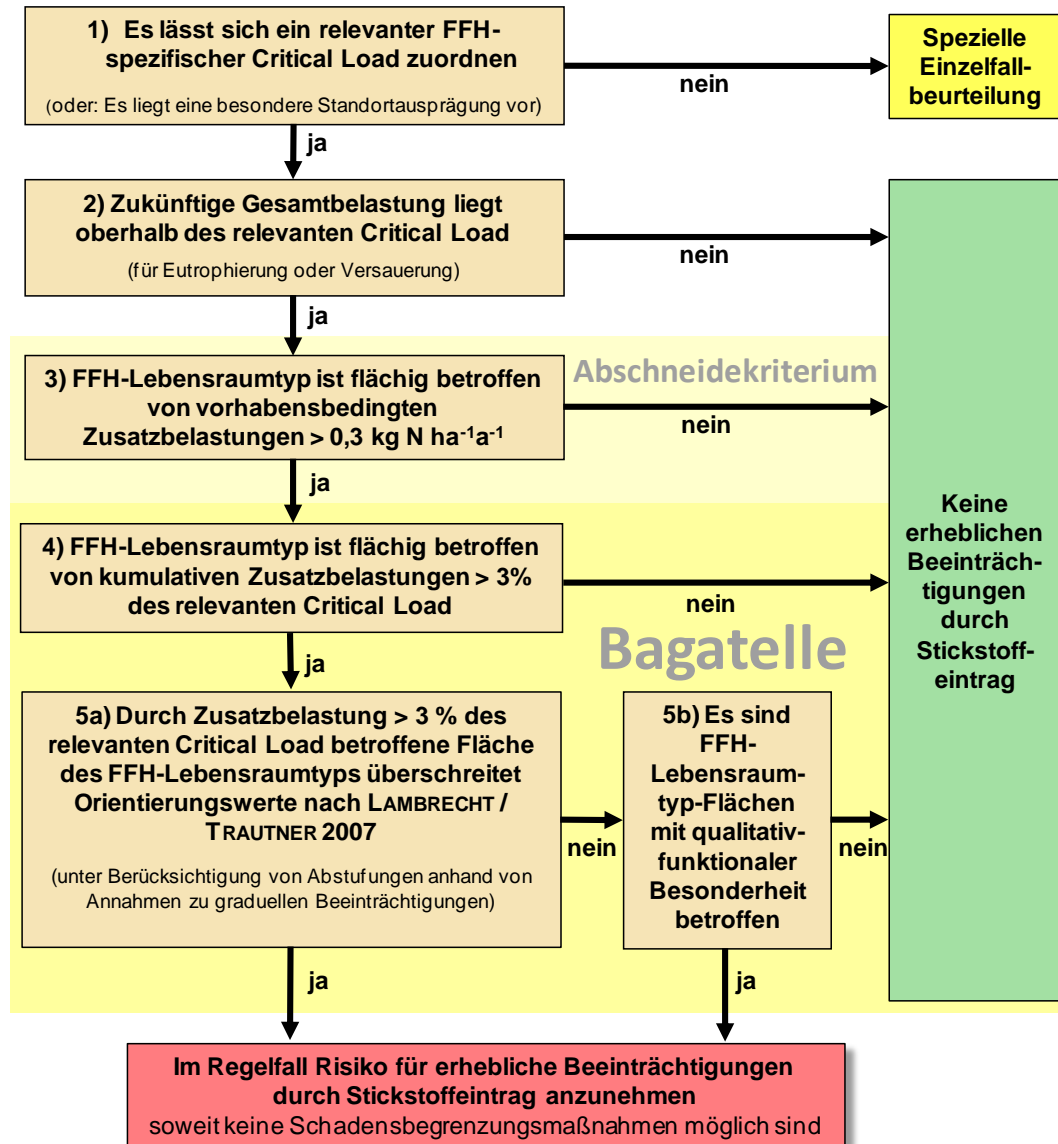 1) Es lässt sich ein relevanter FFH-
spezifischer Critical Load zuordnen
(oder: Es liegt eine besondere Standortausprägung vor)
nein
Spezielle
Einzelfall-
beurteilung
ja
2) Zukünftige Gesamtbelastung liegt
oberhalb des relevanten Critical Load
(für Eutrophierung oder Versauerung)
nein
ja
Abschneidekriterium
3) FFH-Lebensraumtyp ist flächig betroffen
von vorhabensbedingten
Zusatzbelastungen > 0,3 kg N ha⁻¹a⁻¹
nein
ja
4) FFH-Lebensraumtyp ist flächig betroffen
von kumulativen Zusatzbelastungen > 3%
des relevanten Critical Load
nein
Bagatelle
ja
5a) Durch Zusatzbelastung > 3 % des
relevanten Critical Load betroffene Fläche
des FFH-Lebensraumtyps überschreitet
Orientierungswerte nach LAMBRECHT /
TRAUTNER 2007
(unter Berücksichtigung von Abstufungen anhand von
Annahmen zu graduellen Beeinträchtigungen)
nein
5b) Es sind
FFH-
Lebensraum-
typ-Flächen
mit qualitativ-
funktionaler
Besonderheit
betroffen
nein
Keine
erheblichen
Beeinträch-
tigungen
durch
Stickstoff-
eintrag
ja
ja
Im Regelfall Risiko für erhebliche Beeinträchtigungen
durch Stickstoffeintrag anzunehmen
soweit keine Schadensbegrenzungsmaßnahmen möglich sind